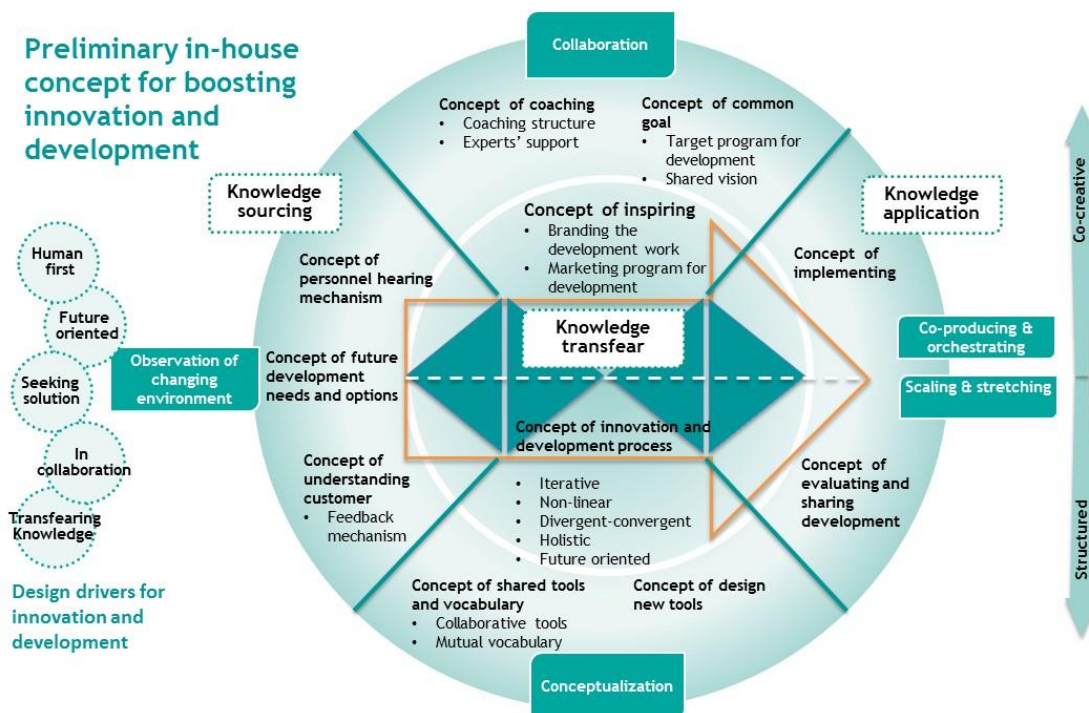 Preliminary in-house
concept for boosting
innovation and
development
Collaboration
Concept of coaching
• Coaching structure
• Experts' support
Concept of common
goal
• Target program for
development
• Shared vision
Knowledge
sourcing
Knowledge
application
Co-creative
Structured
Human
first
Future
oriented
Seeking
solution
In
collaboration
Transfearing
Knowledge
Design drivers for
innovation and
development
Observation of
changing
environment
Concept of
personnel hearing
mechanism
Concept of future
development
needs and options
Concept of
understanding
customer
• Feedback
mechanism
Concept of inspiring
• Branding the
development work
• Marketing program for
development
Knowledge
transfear
Concept of innovation and
development process
• Iterative
• Non-linear
• Divergent-convergent
• Holistic
• Future oriented
Concept of
implementing
Co-producing &
orchestrating
Scaling & stretching
Concept of
evaluating and
sharing
development
Concept of shared tools
and vocabulary
• Collaborative tools
• Mutual vocabulary
Concept of design
new tools
Conceptualization